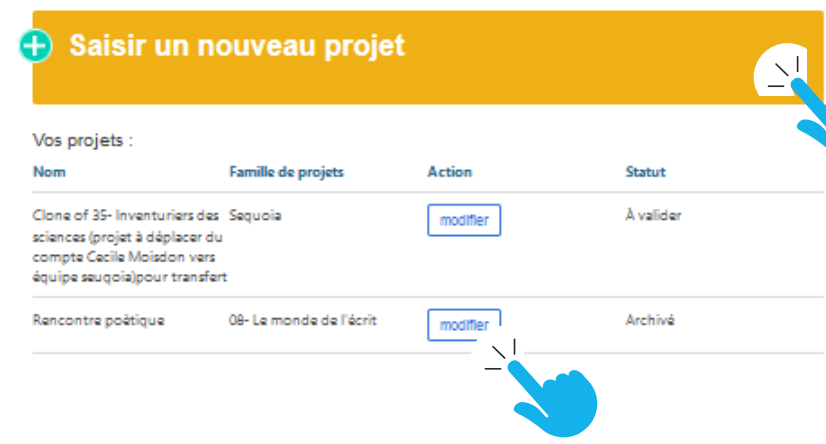 Saisir un nouveau projet
Vos projets :
Nom Famille de projets Action Statut
Clone of 35- Inventuriers des Sequoia modifier À valider
sciences (projet à déplacer du
compte Cecile Moisdon vers
équipe seuqoia)pour transfert
Rencontre poètique 08- Le monde de l'écrit modifier Archivé